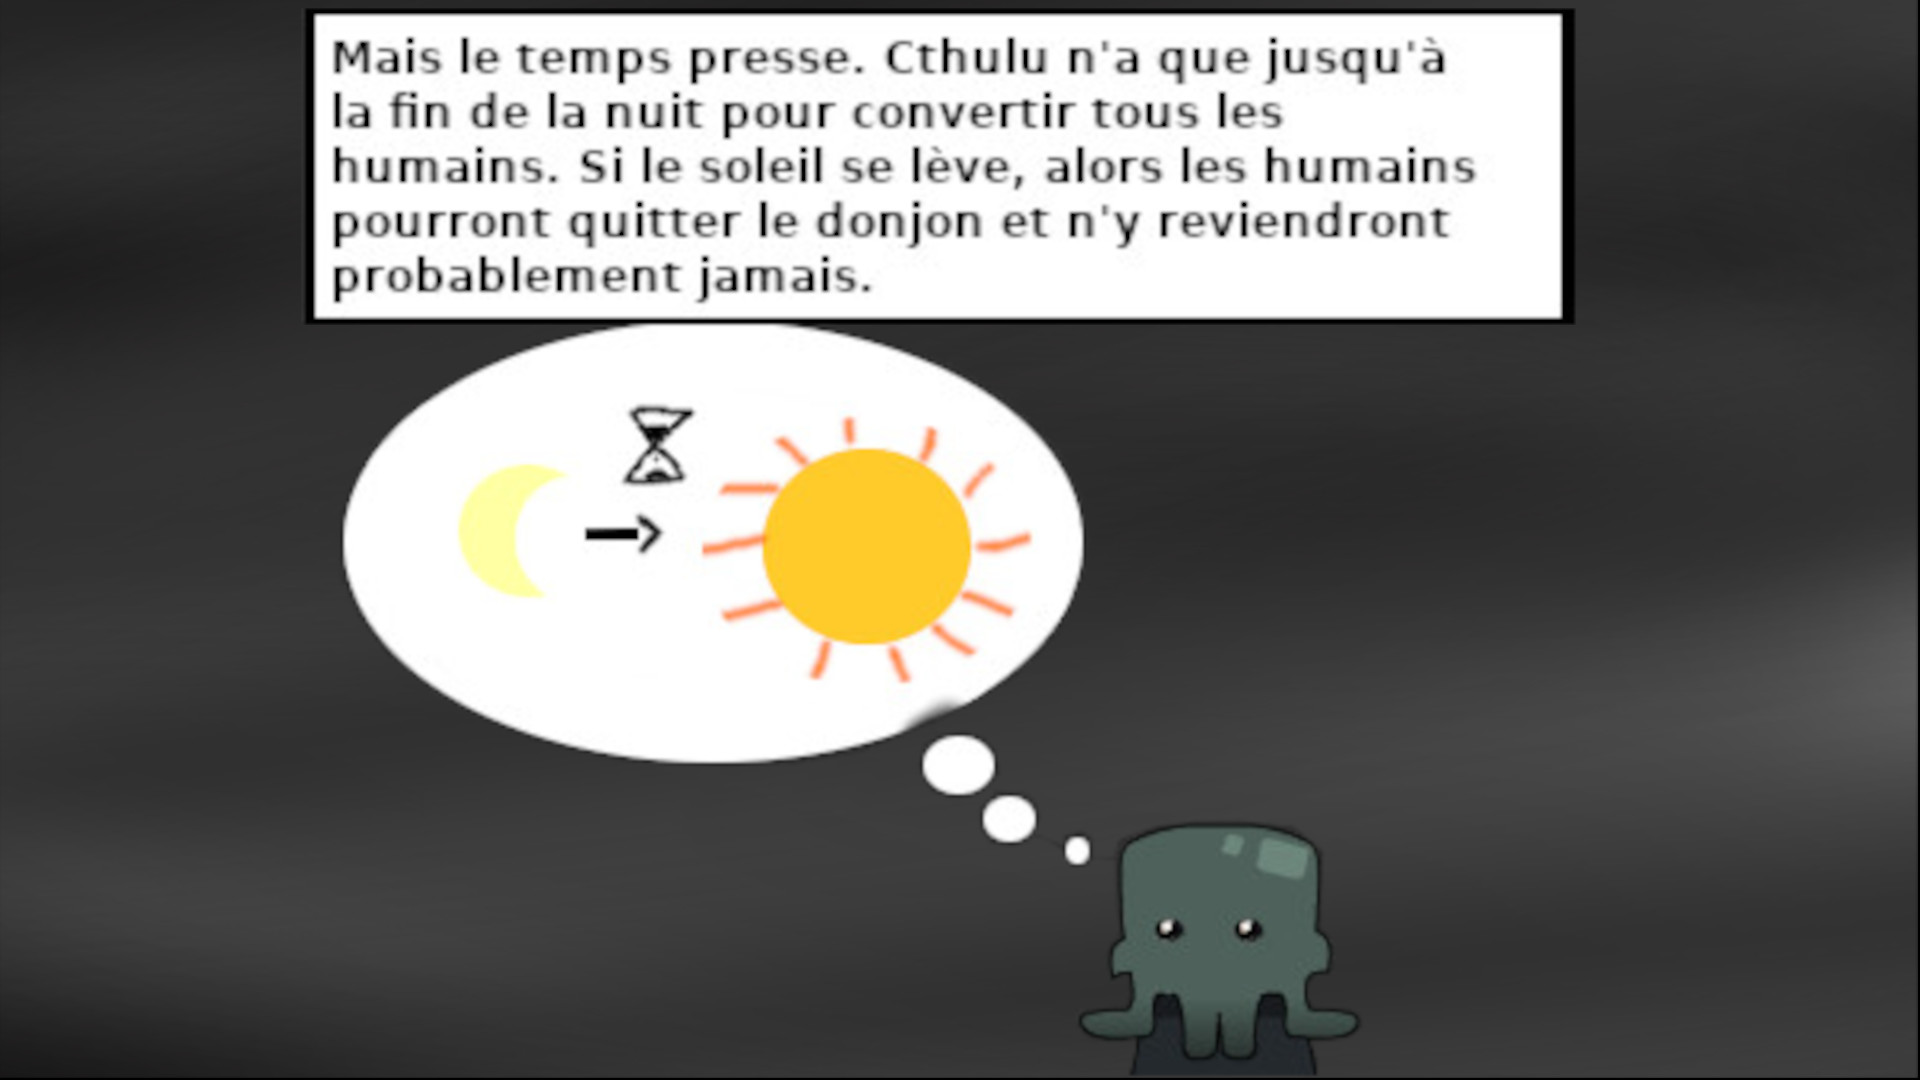 Mais le temps presse. Cthulu n'a que jusqu'à
la fin de la nuit pour convertir tous les
humains. Si le soleil se lève, alors les humains
pourront quitter le donjon et n'y reviendront
probablement jamais.